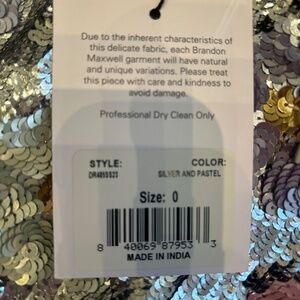 Due to the inherent characteristics of
this delicate fabric, each Brandon
Maxwell garment will have natural
and unique variations. Please treat
this piece with care and kindness to
avoid damage.
Professional Dry Clean Only
STYLE: COLOR:
DR485SS23 SILVER AND PASTEL
Size: 0
8 40069 87953 3
MADE IN INDIA